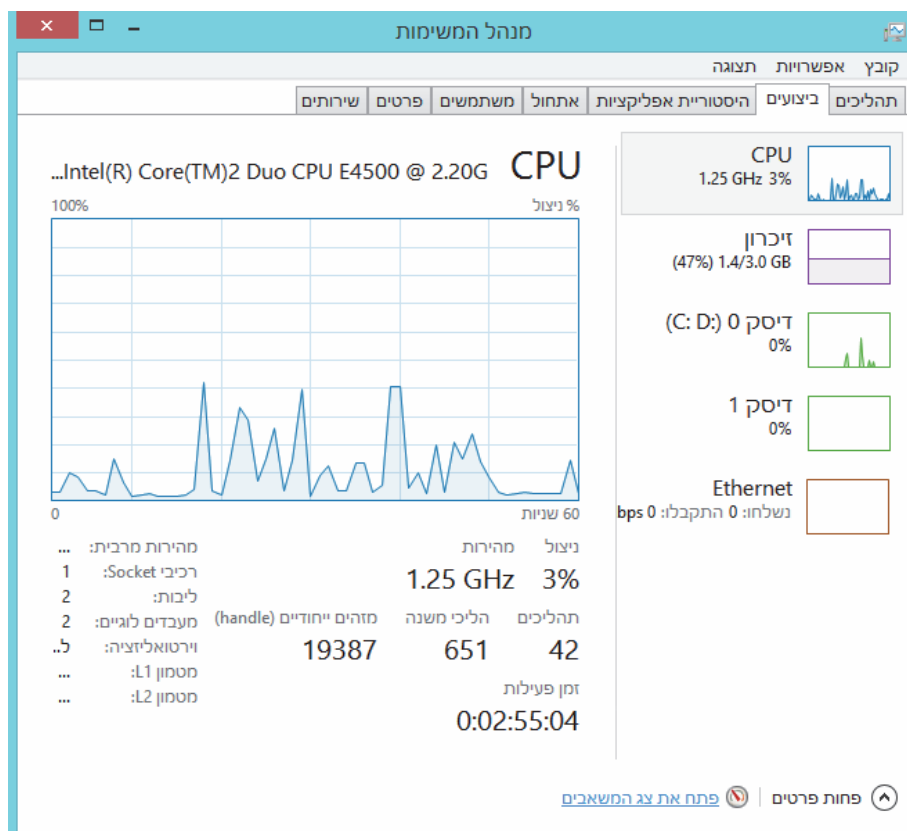 מנהל המשימות
קובץ אפשרויות תצוגה
תהליכים ביצועים היסטוריית אפליקציות אתחול משתמשים פרטים שירותים
CPU
1.25 GHz 3%
זיכרון
(47%) 1.4/3.0 GB
דיסק 0 (C: D:)
0%
דיסק 1
0%
Ethernet
נשלחו: 0 התקבלו: 0 bps
CPU
Intel(R) Core(TM)2 Duo CPU E4500 @ 2.20G...
% ניצול
100%
60 שניות
0
ניצול
מהירות
3%
1.25 GHz
תהליכים
הליכי משנה
מזהים ייחודיים (handle)
42
651
19387
זמן פעילות
0:02:55:04
מהירות מרבית: ...
רכיבי Socket: 1
ליבות: 2
מעבדים לוגיים: 2
וירטואליזציה: ל..
מטמון L1: ...
מטמון L2: ...
פחות פרטים
פתח את צג המשאבים